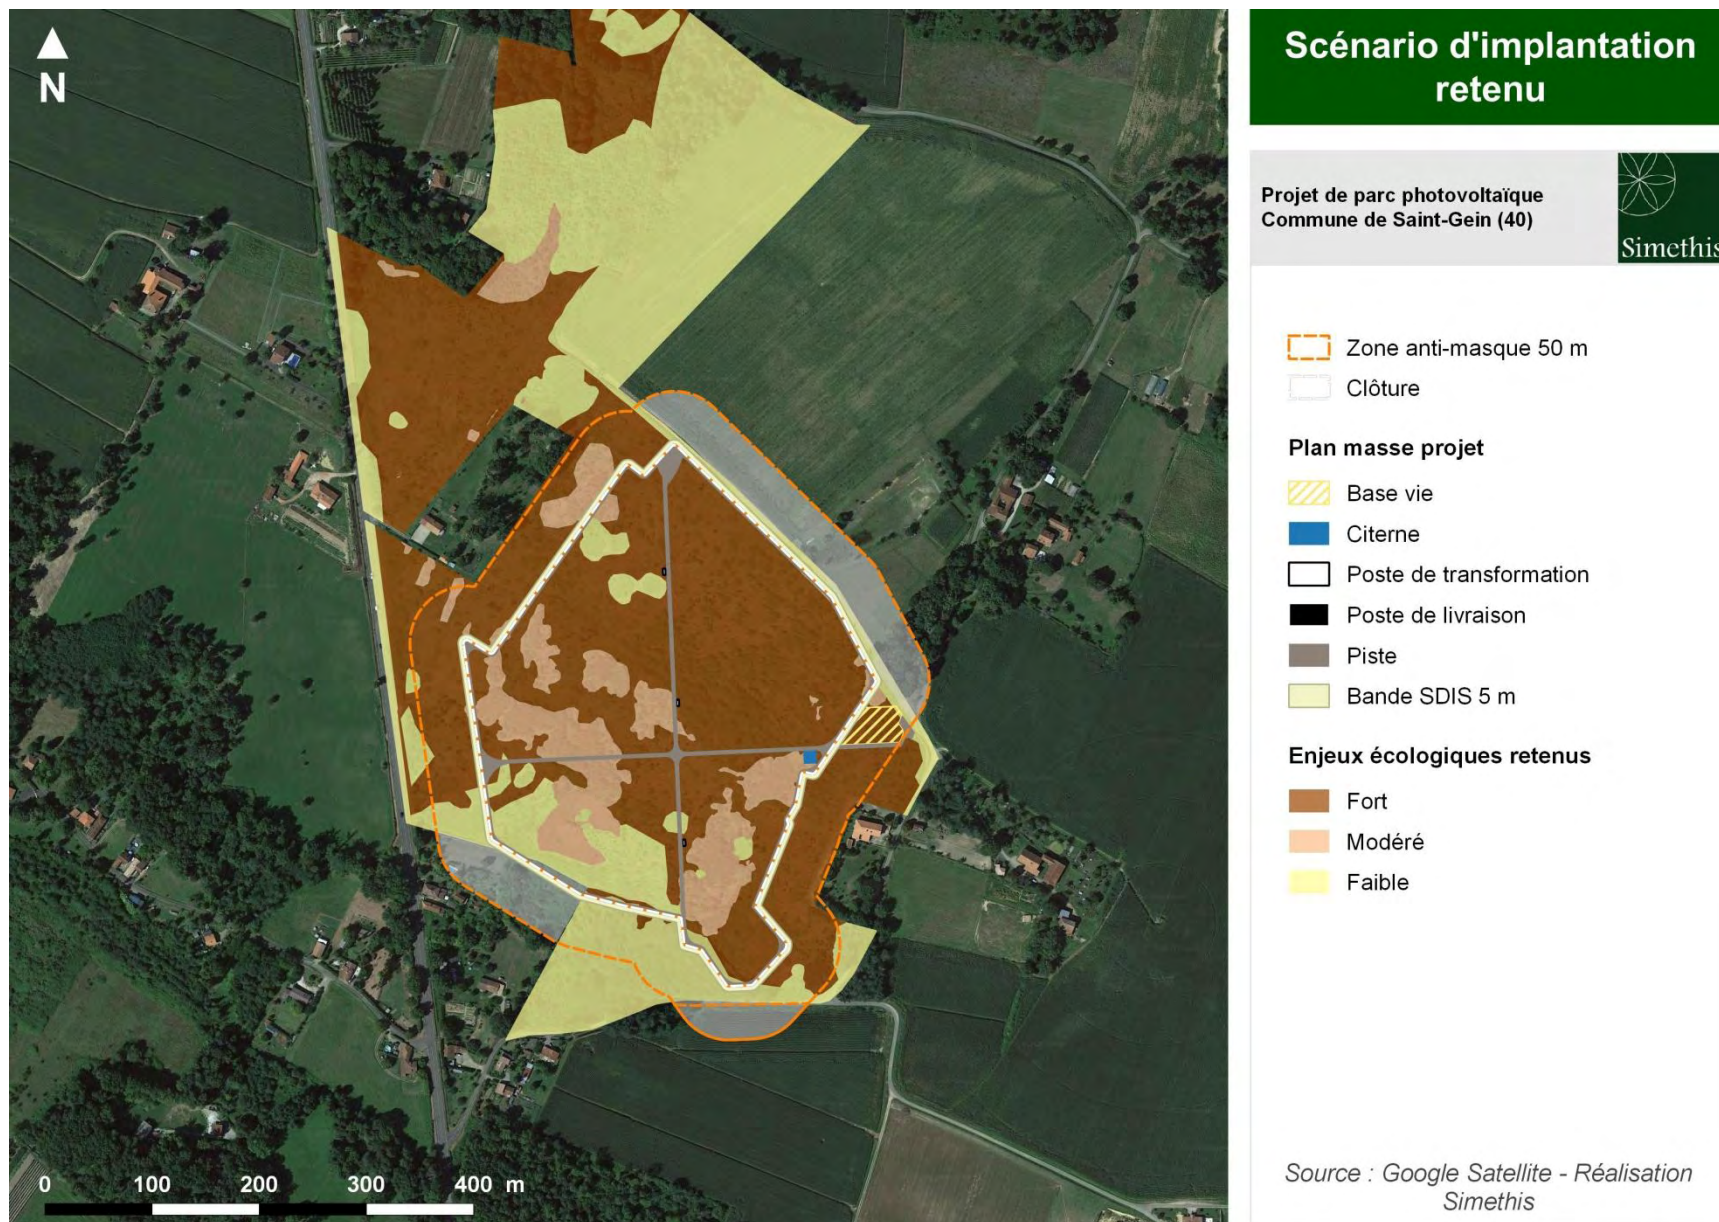 N
Scénario d'implantation
retenu
Projet de parc photovoltaïque
Commune de Saint-Gein (40)
Simethis
Zone anti-masque 50 m
Clôture
Plan masse projet
Base vie
Citerne
Poste de transformation
Poste de livraison
Piste
Bande SDIS 5 m
Enjeux écologiques retenus
Fort
Modéré
Faible
0 100 200 300 400 m
Source : Google Satellite - Réalisation
Simethis